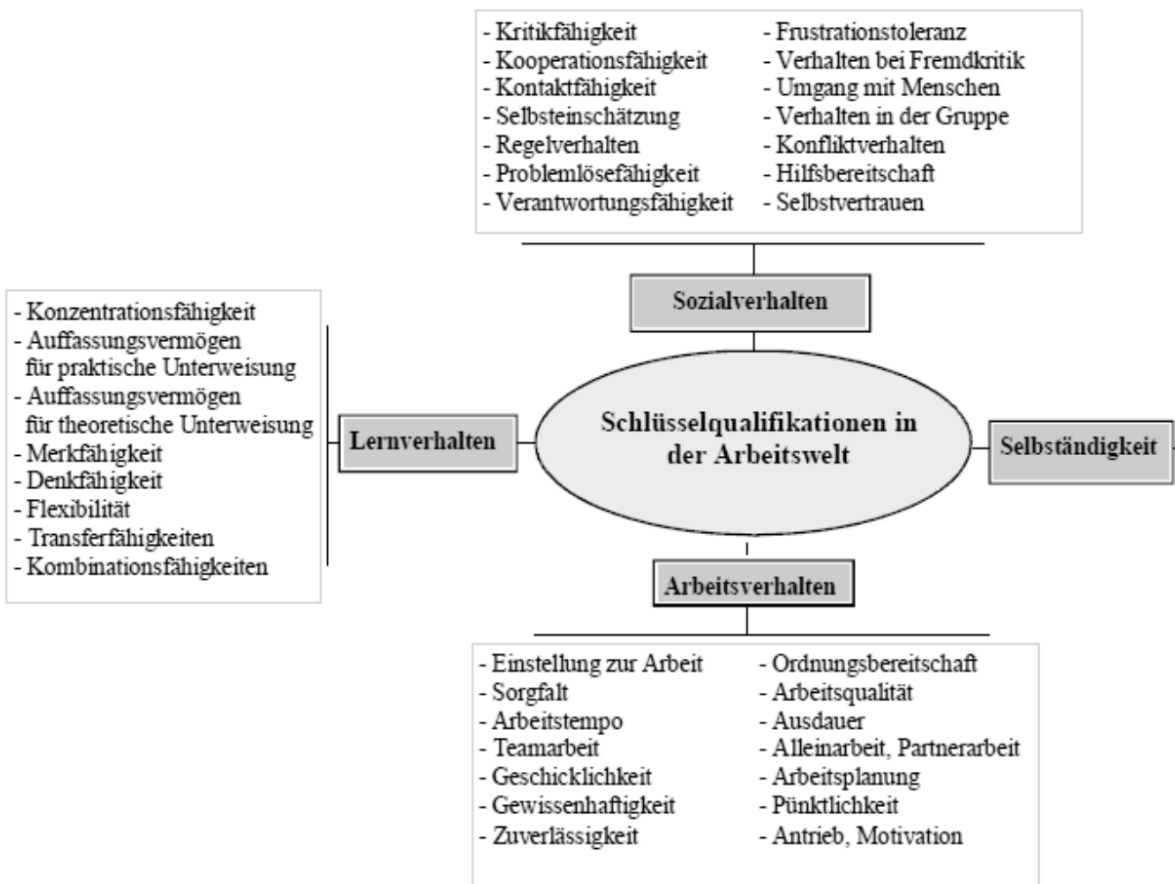 - Kritikfähigkeit
- Kooperationsfähigkeit
- Kontaktfähigkeit
- Selbsteinschätzung
- Regelverhalten
- Problemlösefähigkeit
- Verantwortungsfähigkeit
- Frustrationstoleranz
- Verhalten bei Fremdkritik
- Umgang mit Menschen
- Verhalten in der Gruppe
- Konfliktverhalten
- Hilfsbereitschaft
- Selbstvertrauen
Sozialverhalten
- Konzentrationsfähigkeit
- Auffassungsvermögen
für praktische Unterweisung
- Auffassungsvermögen
für theoretische Unterweisung
- Merkfähigkeit
- Denkfähigkeit
- Flexibilität
- Transferfähigkeiten
- Kombinationsfähigkeiten
Lernverhalten
Schlüsselqualifikationen in
der Arbeitswelt
Selbständigkeit
Arbeitsverhalten
- Einstellung zur Arbeit
- Sorgfalt
- Arbeitstempo
- Teamarbeit
- Geschicklichkeit
- Gewissenhaftigkeit
- Zuverlässigkeit
- Ordnungsbereitschaft
- Arbeitsqualität
- Ausdauer
- Alleinarbeit, Partnerarbeit
- Arbeitsplanung
- Pünktlichkeit
- Antrieb, Motivation